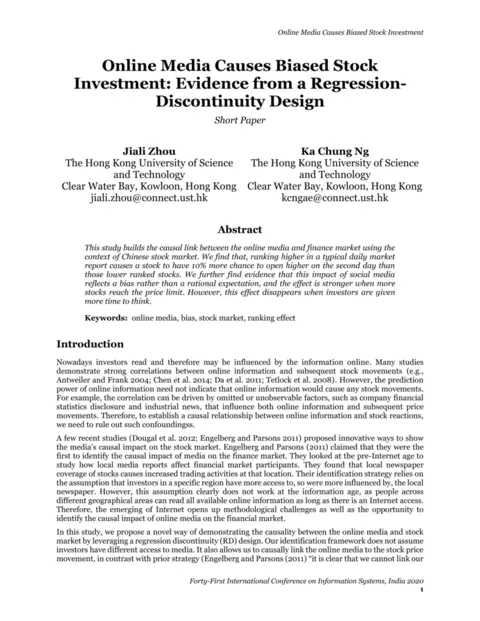 Online Media Causes Biased Stock Investment
Online Media Causes Biased Stock
Investment: Evidence from a Regression-
Discontinuity Design
Short Paper
Jiali Zhou
The Hong Kong University of Science
and Technology
Clear Water Bay, Kowloon, Hong Kong
jiali.zhou@connect.ust.hk
Ka Chung Ng
The Hong Kong University of Science
and Technology
Clear Water Bay, Kowloon, Hong Kong
kcngae@connect.ust.hk
Abstract
This study builds the causal link between the online media and finance market using the
context of Chinese stock market. We find that, ranking higher in a typical daily market
report causes a stock to have 10% more chance to open higher on the second day than
those lower ranked stocks. We further find evidence that this impact of social media
reflects a bias rather than a rational expectation, and the effect is stronger when more
stocks reach the price limit. However, this effect disappears when investors are given
more time to think.
Keywords: online media, bias, stock market, ranking effect
Introduction
Nowadays investors read and therefore may be influenced by the information online. Many studies
demonstrate strong correlations between online information and subsequent stock movements (e.g.,
Antweiler and Frank 2004; Chen et al. 2014; Da et al. 2011; Tetlock et al. 2008). However, the prediction
power of online information need not indicate that online information would cause any stock movements.
For example, the correlation can be driven by omitted or unobservable factors, such as company financial
statistics disclosure and industrial news, that influence both online information and subsequent price
movements. Therefore, to establish a causal relationship between online information and stock reactions,
we need to rule out such confoundings.
A few recent studies (Dougal et al. 2012; Engelberg and Parsons 2011) proposed innovative ways to show
the media's causal impact on the stock market. Engelberg and Parsons (2011) claimed that they were the
first to identify the causal impact of media on the finance market. They looked at the pre-Internet age to
study how local media reports affect financial market participants. They found that local newspaper
coverage of stocks causes increased trading activities at that location. Their identification strategy relies on
the assumption that investors in a specific region have more access to, so were more influenced by, the local
newspaper. However, this assumption clearly does not work at the information age, as people across
different geographical areas can read all available online information as long as there is an Internet access.
Therefore, the emerging of Internet opens up methodological challenges as well as the opportunity to
identify the causal impact of online media on the financial market.
In this study, we propose a novel way of demonstrating the causality between the online media and stock
market by leveraging a regression discontinuity (RD) design. Our identification framework does not assume
investors have different access to media. It also allows us to causally link the online media to the stock price
movement, in contrast with prior strategy (Engelberg and Parsons (2011) "it is clear that we cannot link our
Forty-First International Conference on Information Systems, India 2020
1